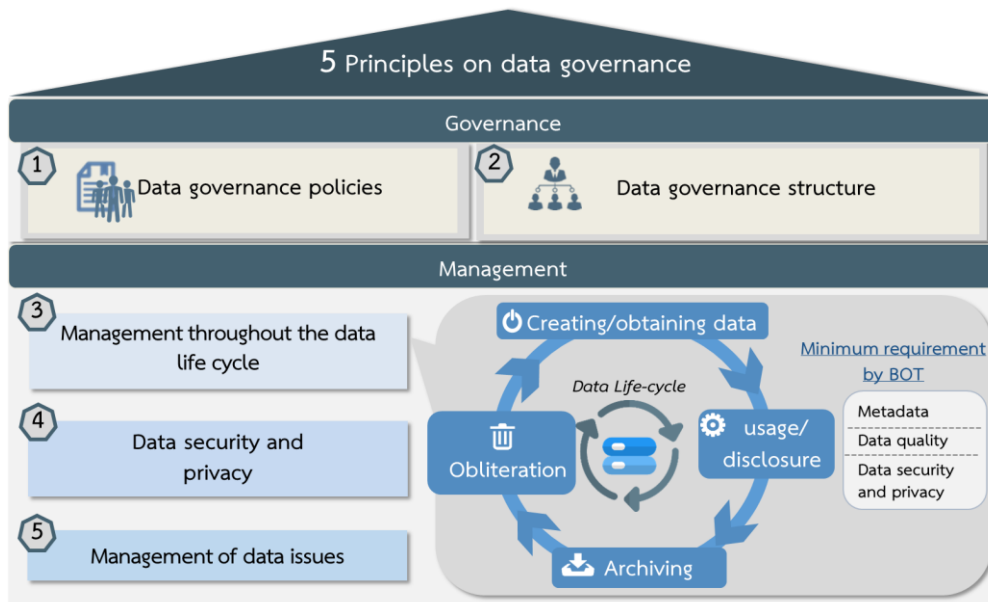 5 Principles on data governance
Governance
1
Data governance policies
2
Data governance structure
Management
3
Management throughout the data
life cycle
4
Data security and
privacy
5
Management of data issues
Creating/obtaining data
Data Life-cycle
usage/
disclosure
Obliteration
Archiving
Minimum requirement
by BOT
Metadata
Data quality
Data security
and privacy